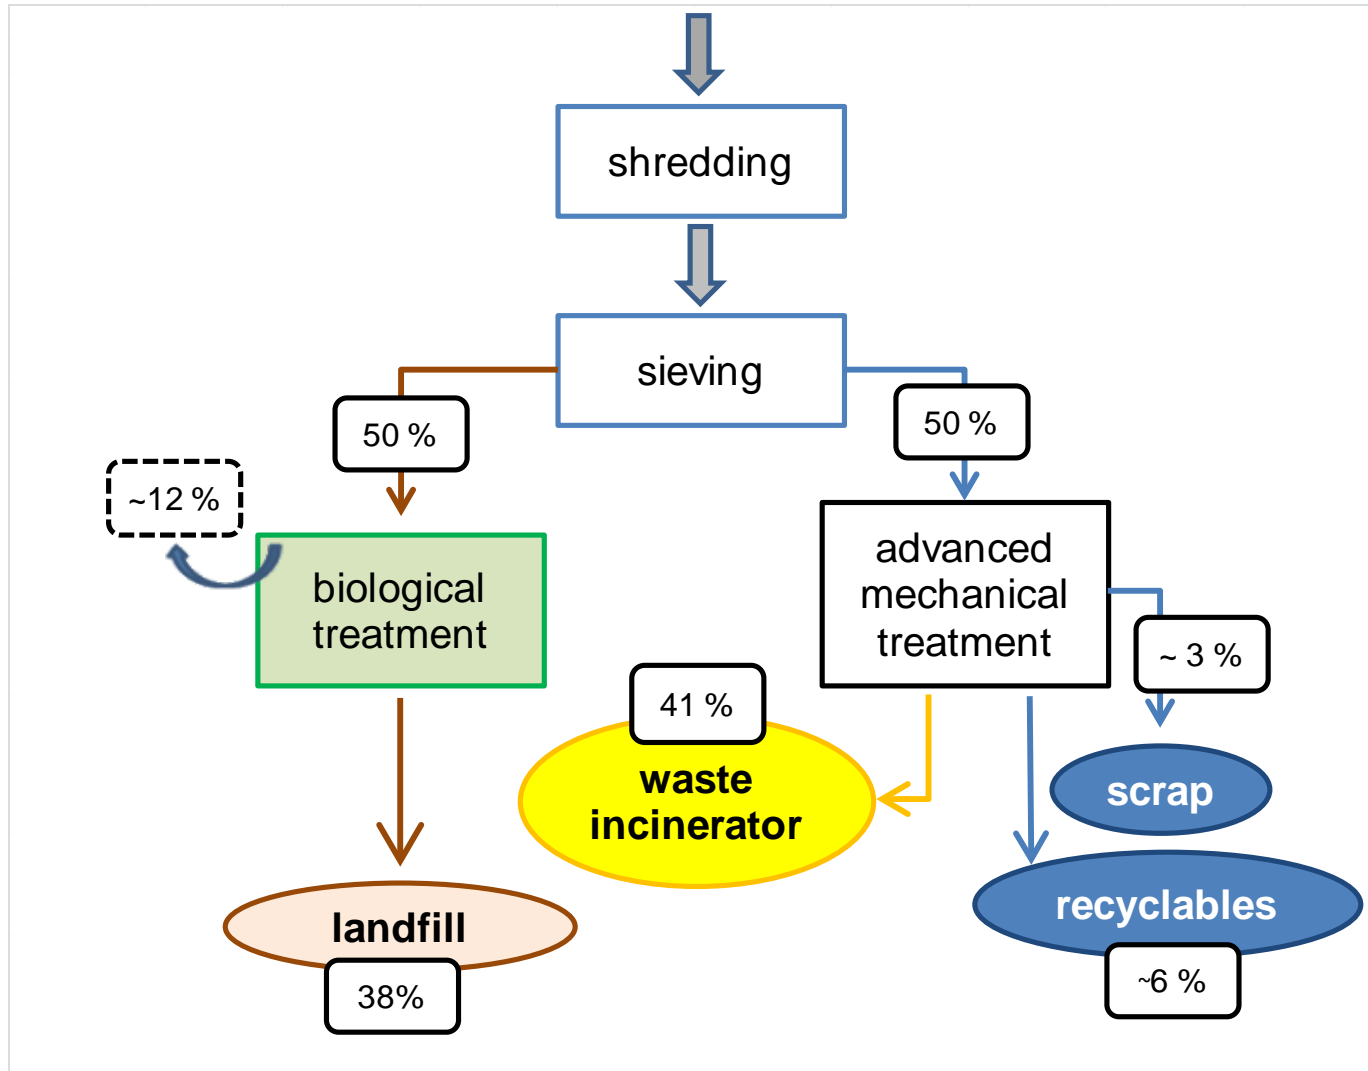 shredding
sieving
50 %
50 %
~12 %
biological
treatment
advanced
mechanical
treatment
~ 3 %
41 %
waste
incinerator
scrap
recyclables
~6 %
landfill
38%